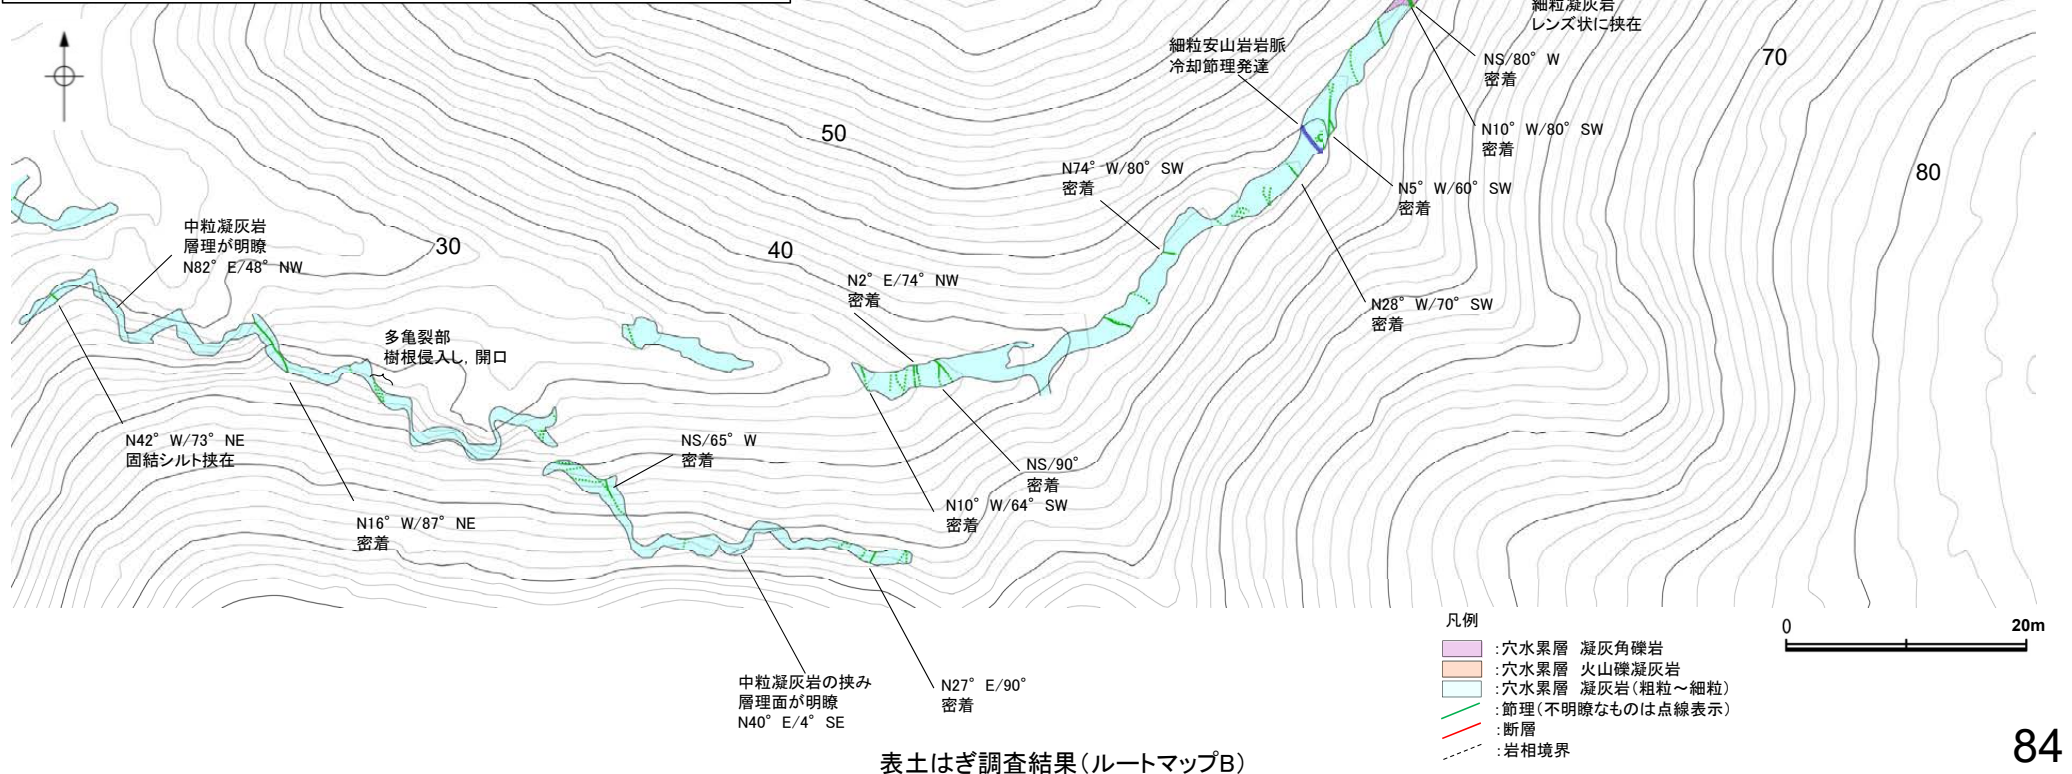 細粒凝灰岩
レンズ状に挟在
70
細粒安山岩岩脈
冷却節理発達
NS/80° W
密着
50
N10° W/80° SW
密着
N74° W/80° SW
密着
80
N5° W/60° SW
密着
中粒凝灰岩
層理が明瞭
N82° E/48° NW
30
40
N2° E/74° NW
密着
N28° W/70° SW
密着
多亀裂部
樹根侵入し, 開口
N42° W/73° NE
固結シルト挟在
NS/65° W
密着
NS/90°
密着
N10° W/64° SW
密着
N16° W/87° NE
密着
中粒凝灰岩の挟み
層理面が明瞭
N40° E/4° SE
N27° E/90°
密着
凡例
:穴水累層 凝灰角礫岩
:穴水累層 火山礫凝灰岩
:穴水累層 凝灰岩(粗粒～細粒)
:節理(不明瞭なものは点線表示)
:断層
:岩相境界
0 20m
表土はぎ調査結果(ルートマップB)
84